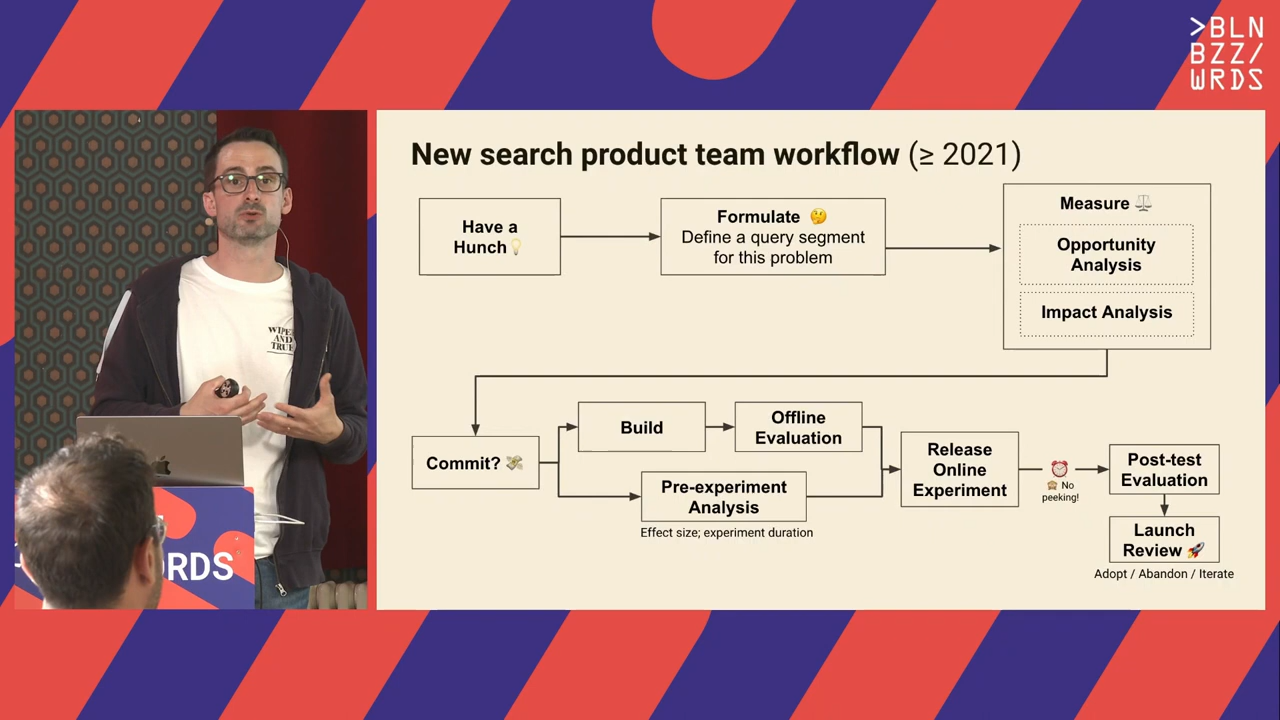 >BLN
BZZ/
WRDS
New search product team workflow (≥ 2021)
Have a
Hunch💡
Formulate 🤔
Define a query segment
for this problem
Measure ⚖️
Opportunity
Analysis
Impact Analysis
Commit? 💸
Build
Offline
Evaluation
Pre-experiment
Analysis
Effect size; experiment duration
Release
Online
Experiment
⏰
🙈 No
peeking!
Post-test
Evaluation
Launch
Review 🚀
Adopt / Abandon / Iterate
AND
TRUE